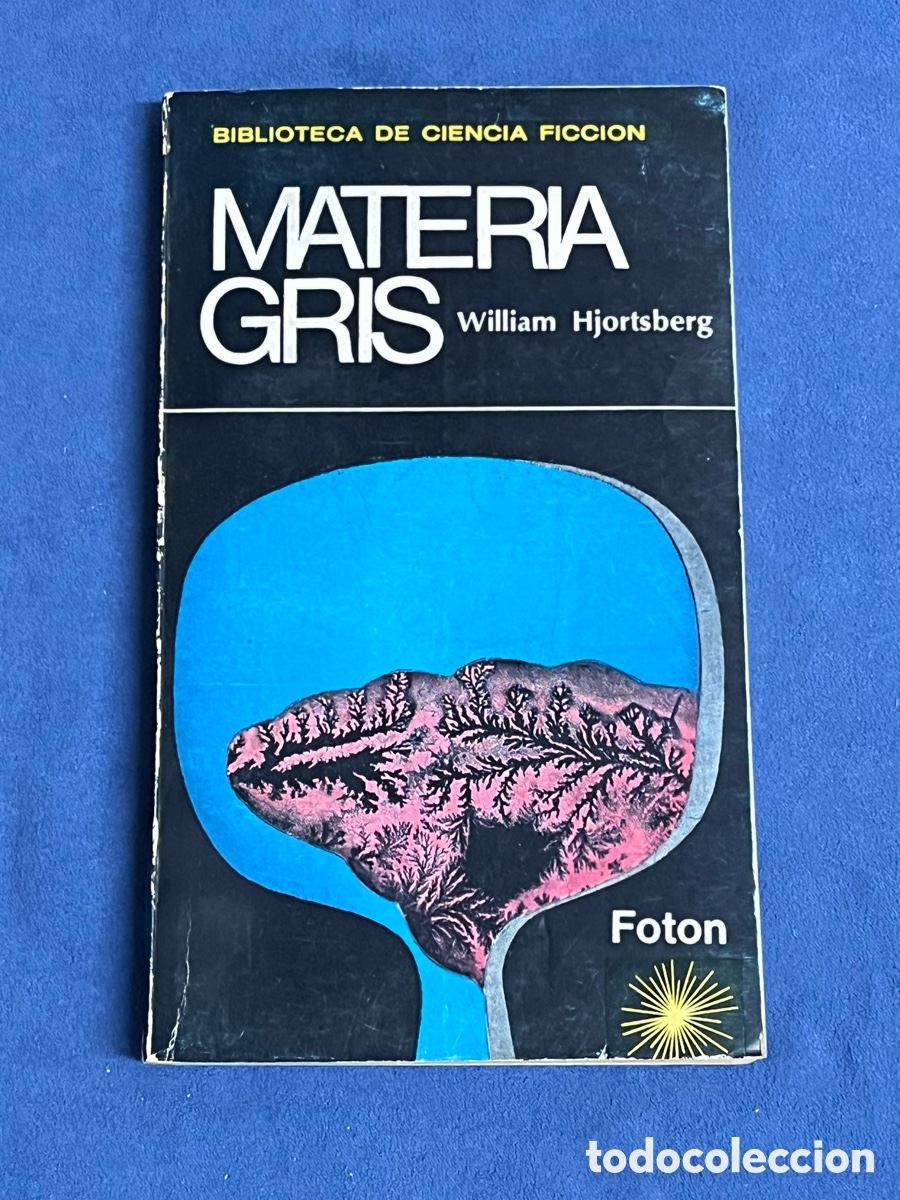 BIBLIOTECA DE CIENCIA FICCION
MATERIA
GRIS William Hjortsberg
Foton
todocoleccion